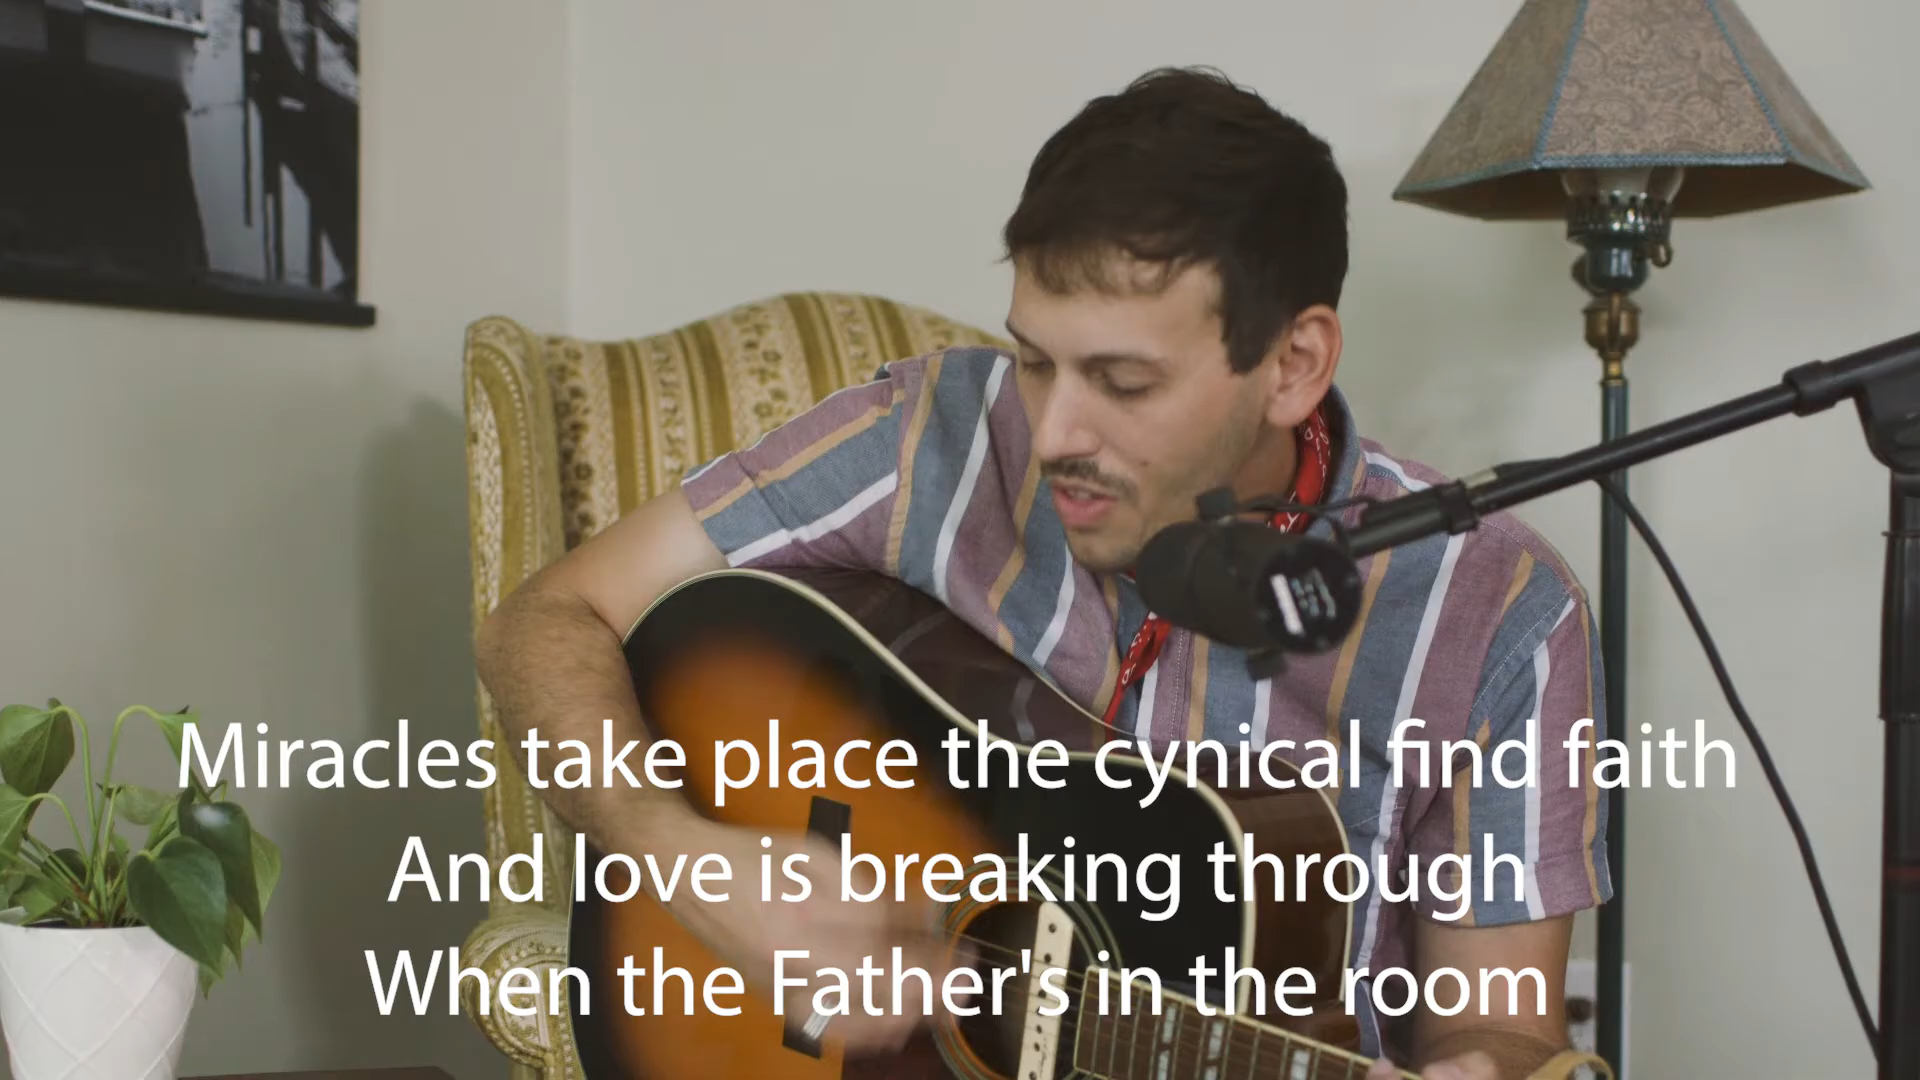 Miracles take place the cynical find faith
And love is breaking through
When the Father's in the room